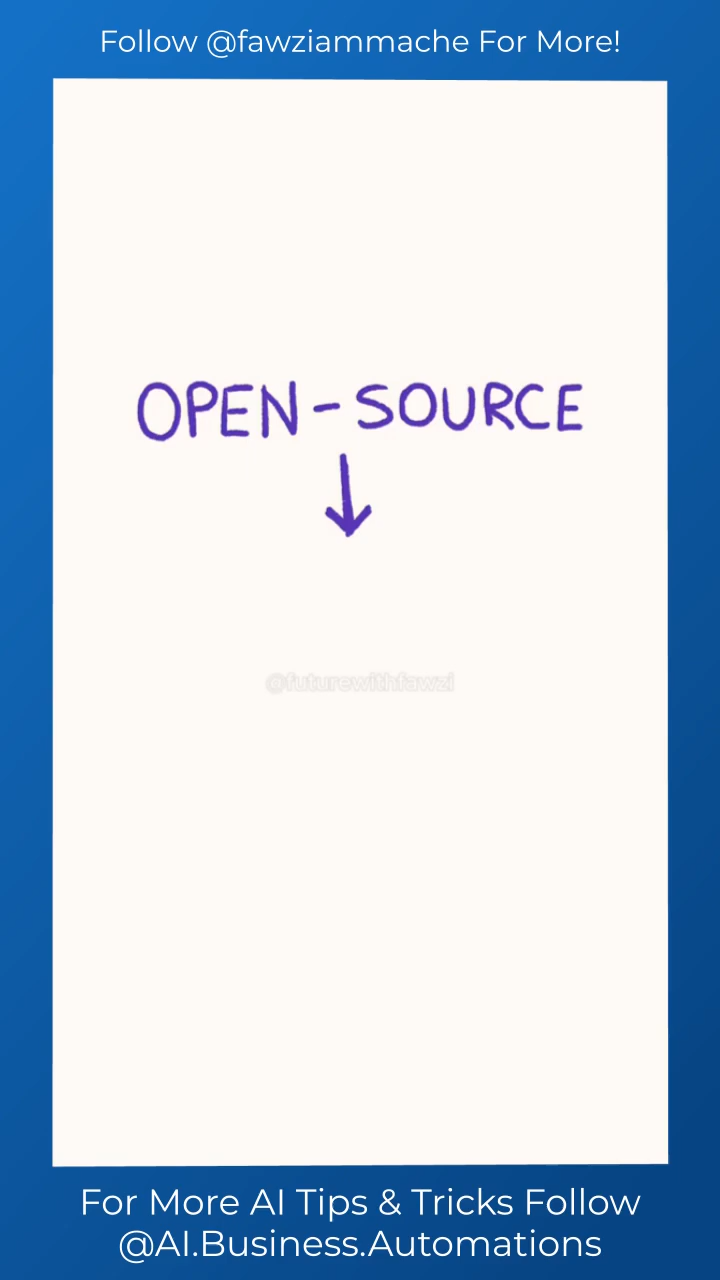 Follow @fawziammache For More!
OPEN-SOURCE
@futurewithfawzi
For More AI Tips & Tricks Follow
@AI.Business.Automations